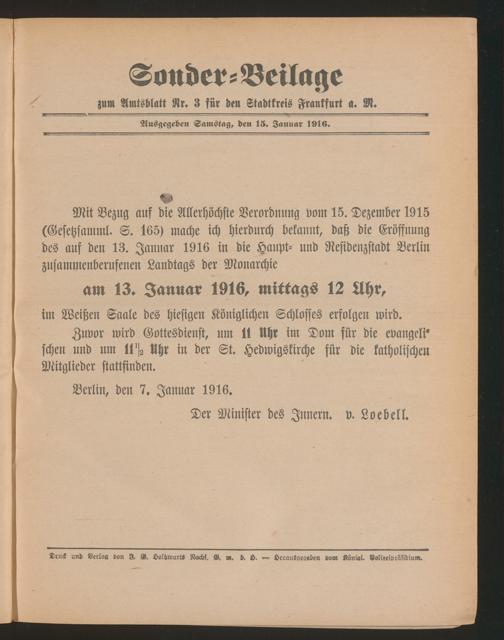 Sonder-Beilage
zum Amtsblatt Nr. 3 für den Stadtkreis Frankfurt a. M.
Ausgegeben Samstag, den 15. Januar 1916.
Mit Bezug auf die Allerhöchste Verordnung vom 15. Dezember 1915
(Gesetzsamml. S. 165) mache ich hierdurch bekannt, daß die Eröffnung
des auf den 13. Januar 1916 in die Haupt- und Residenzstadt Berlin
zusammenberufenen Landtags der Monarchie
am 13. Januar 1916, mittags 12 Uhr,
im Weißen Saale des hiesigen Königlichen Schlosses erfolgen wird.
Zuvor wird Gottesdienst, um 11 Uhr im Dom für die evangeli-
schen und um 11½ Uhr in der St. Hedwigskirche für die katholischen
Mitglieder stattfinden.
Berlin, den 7. Januar 1916.
Der Minister des Innern. v. Loebell.
Druck und Verlag von J. G. Holtzwarts Nachf. G. m. b. H. — Herausgegeben vom Königl. Polizeipräsidium.